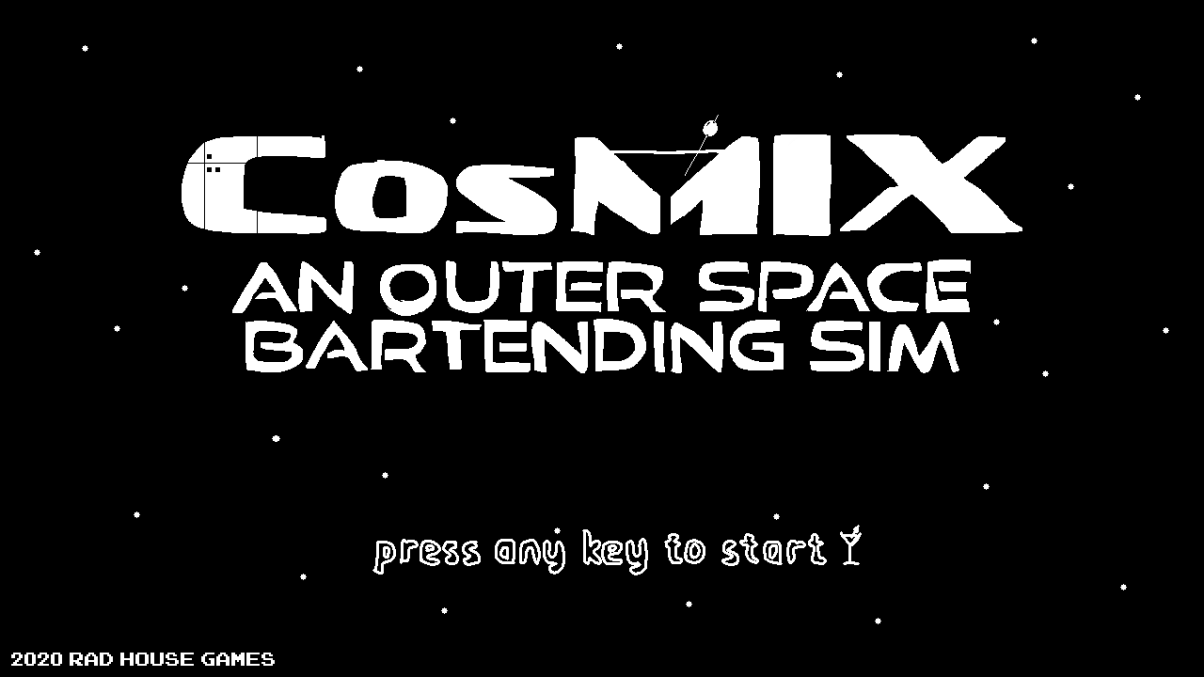 CosMIX
AN OUTER SPACE
BARTENDING SIM
press any key to start
2020 RAD HOUSE GAMES